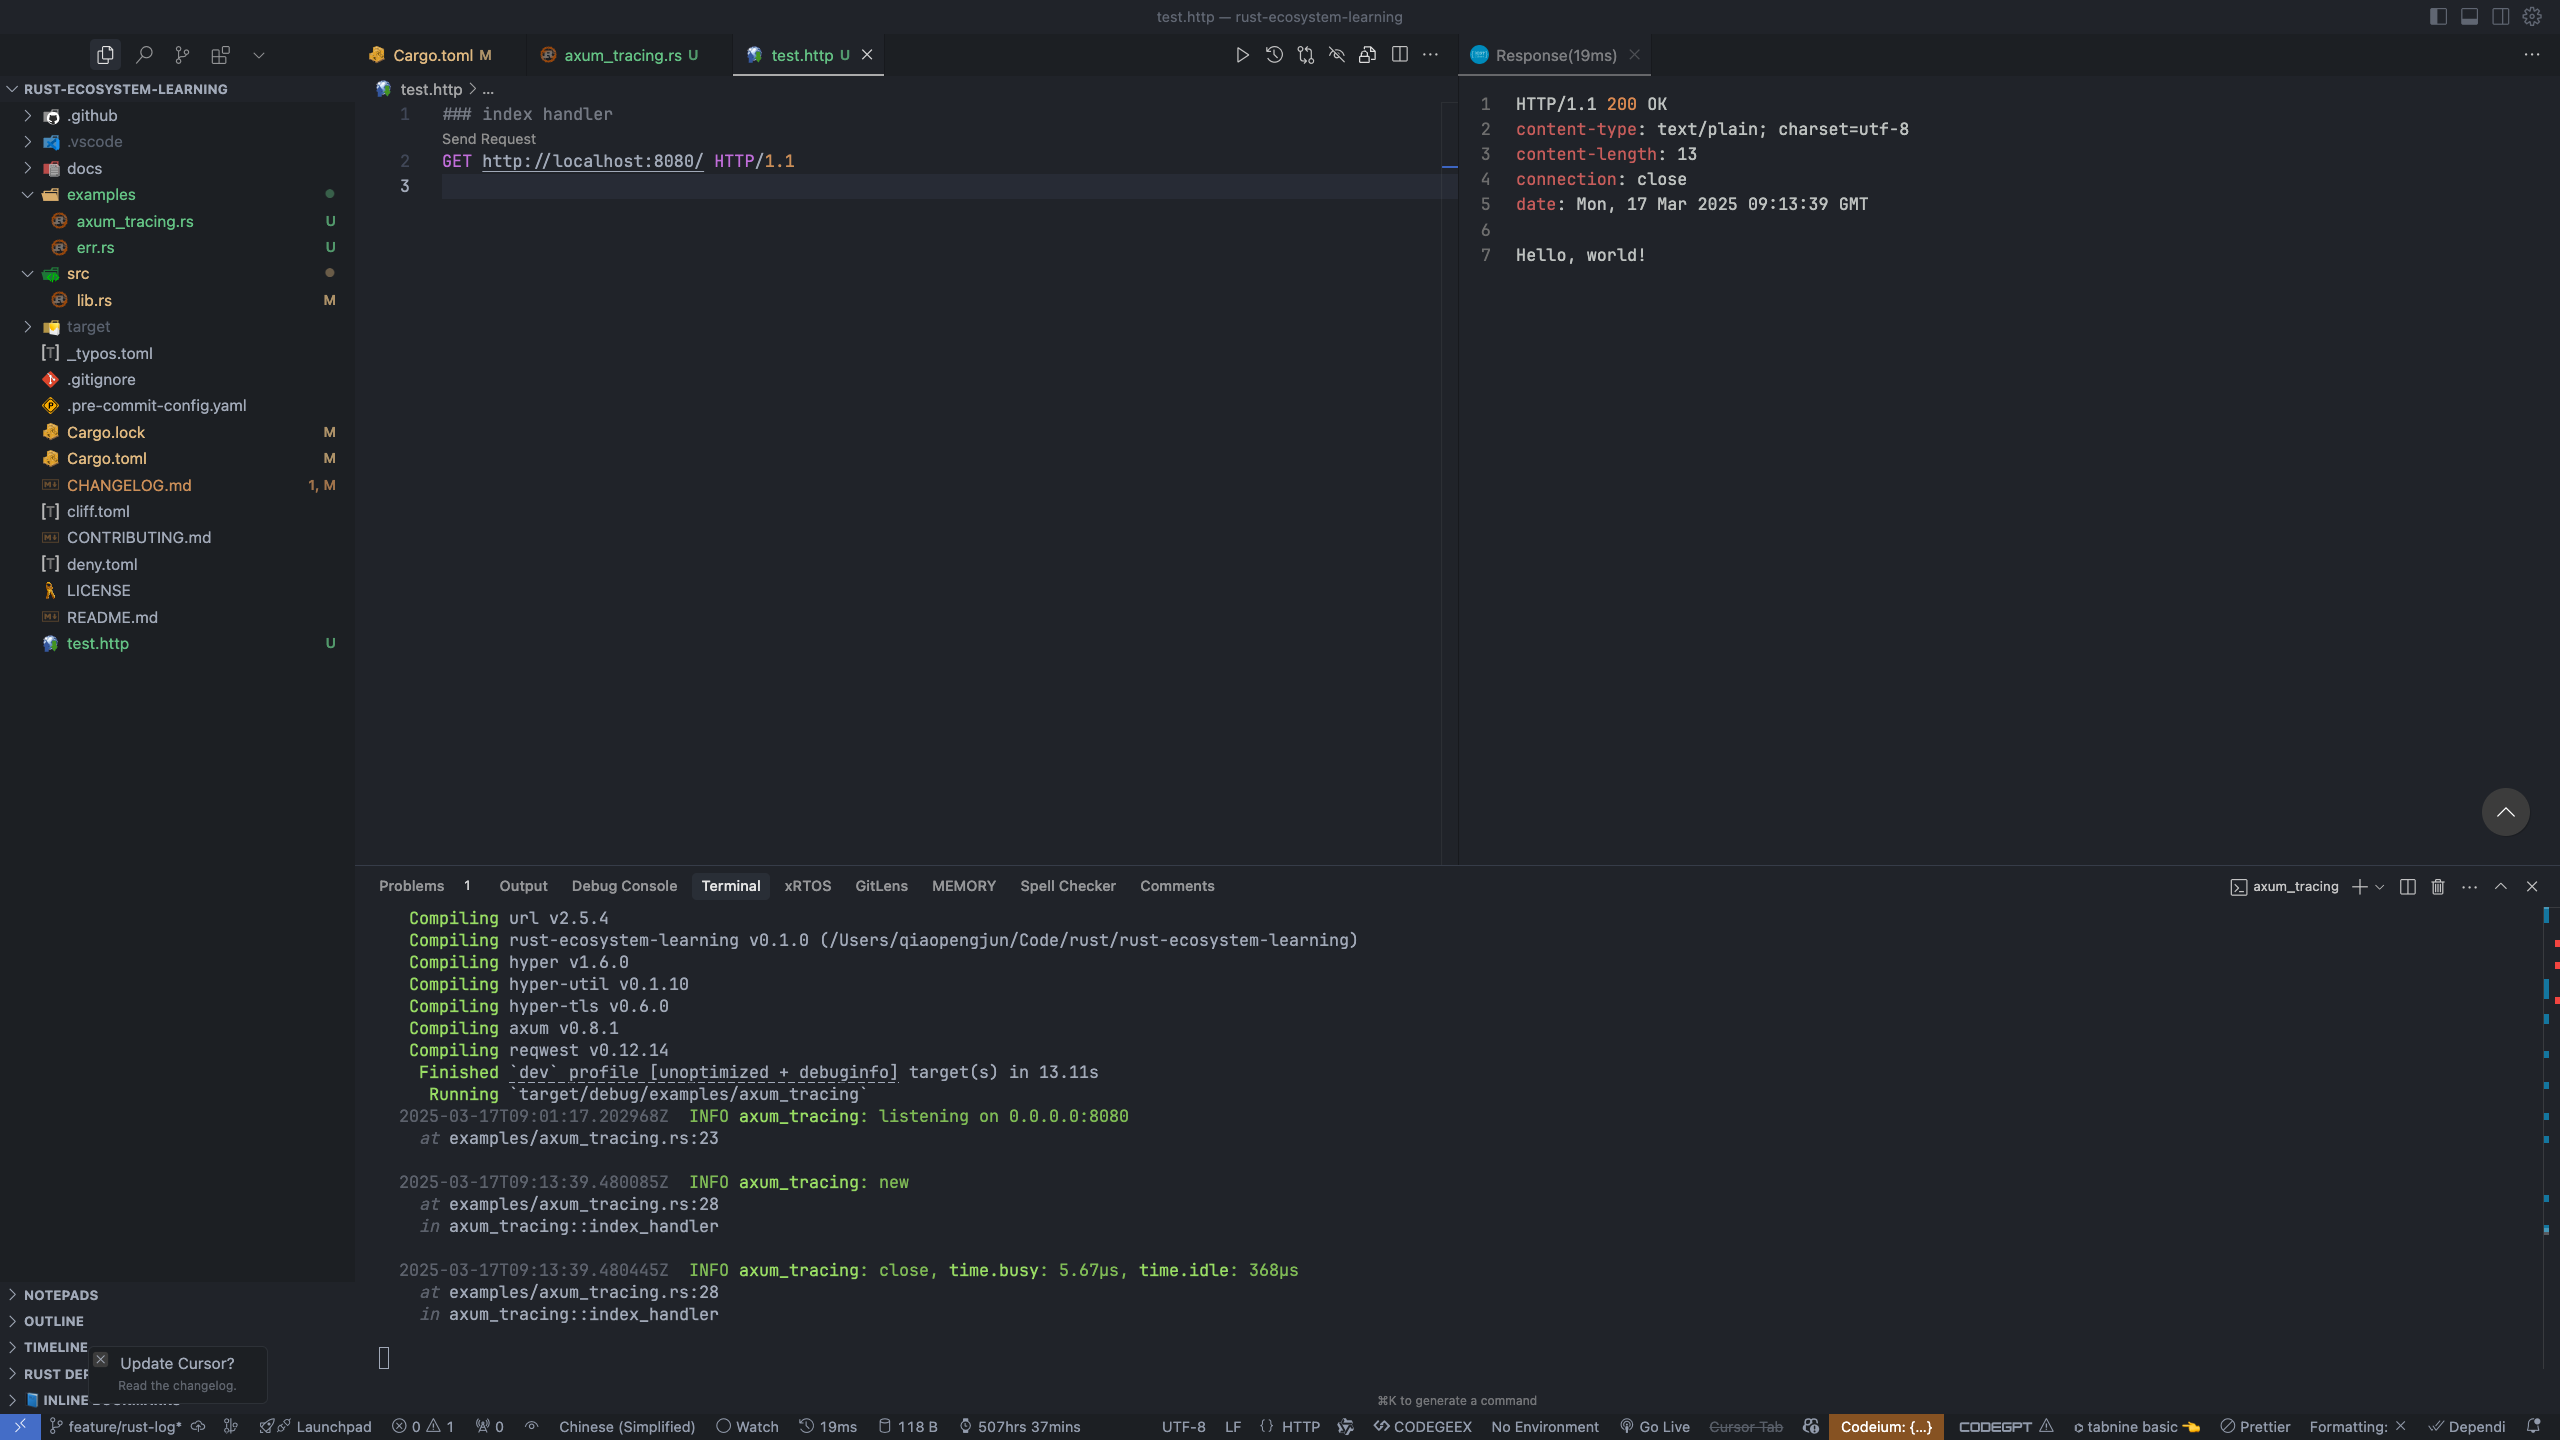 test.http — rust-ecosystem-learning
Cargo.toml M
axum_tracing.rs U
test.http U
Response(19ms)
RUST-ECOSYSTEM-LEARNING
.github
.vscode
docs
examples
axum_tracing.rs U
err.rs U
src
lib.rs M
target
_typos.toml
.gitignore
.pre-commit-config.yaml
Cargo.lock M
Cargo.toml M
CHANGELOG.md 1, M
cliff.toml
CONTRIBUTING.md
deny.toml
LICENSE
README.md
test.http U
NOTEPADS
OUTLINE
TIMELINE
RUST DEP
INLINE
Update Cursor?
Read the changelog.
test.http > ...
1 ### index handler
Send Request
2 GET http://localhost:8080/ HTTP/1.1
3
1 HTTP/1.1 200 OK
2 content-type: text/plain; charset=utf-8
3 content-length: 13
4 connection: close
5 date: Mon, 17 Mar 2025 09:13:39 GMT
6
7 Hello, world!
Problems 1 Output Debug Console Terminal xRTOS GitLens MEMORY Spell Checker Comments
axum_tracing
Compiling url v2.5.4
Compiling rust-ecosystem-learning v0.1.0 (/Users/qiaopengjun/Code/rust/rust-ecosystem-learning)
Compiling hyper v1.6.0
Compiling hyper-util v0.1.10
Compiling hyper-tls v0.6.0
Compiling axum v0.8.1
Compiling reqwest v0.12.14
Finished `dev` profile [unoptimized + debuginfo] target(s) in 13.11s
Running `target/debug/examples/axum_tracing`
2025-03-17T09:01:17.202968Z INFO axum_tracing: listening on 0.0.0.0:8080
at examples/axum_tracing.rs:23
2025-03-17T09:13:39.480085Z INFO axum_tracing: new
at examples/axum_tracing.rs:28
in axum_tracing::index_handler
2025-03-17T09:13:39.480445Z INFO axum_tracing: close, time.busy: 5.67µs, time.idle: 368µs
at examples/axum_tracing.rs:28
in axum_tracing::index_handler
⌘K to generate a command
feature/rust-log* Launchpad 0 1 0 Chinese (Simplified) Watch 19ms 118 B 507hrs 37mins UTF-8 LF {} HTTP CODEGEEX No Environment Go Live Cursor Tab Codeium: {...} CODEGPT tabnine basic Prettier Formatting: × Dependi